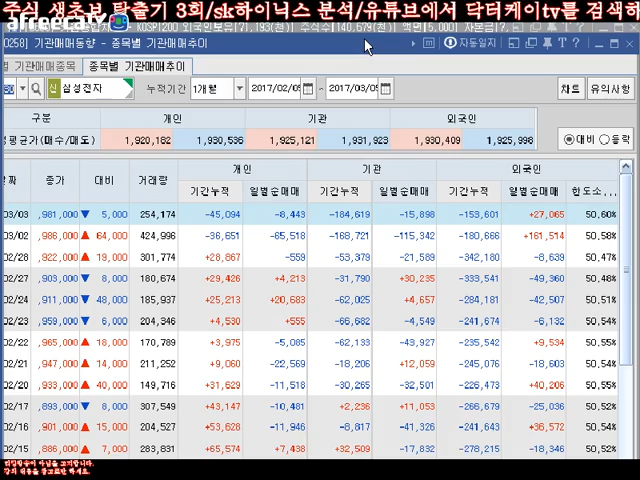 주식 생초보 탈출기 3회/sk하이닉스 분석/유튜브에서 닥터케이tv를 검색하
afreecaTV
[0258] 기관매매동향 - 종목별 기관매매추이
자동일지
별 기관매매종목 종목별 기관매매추이
신 삼성전자 누적기간 1개월 2017/02/05 ~ 2017/03/05 차트 유의사항
구분 개인 기관 외국인
평균가(매수/매도) 1,920,182 1,930,536 1,925,121 1,931,923 1,930,409 1,925,998 대비 등락
짜 종가 대비 거래량 개인 기관 외국인
기간누적 일별순매매 기간누적 일별순매매 기간누적 일별순매매 한도소...
03/03 ,981,000 ▼ 5,000 254,174 -45,094 -8,443 -184,619 -15,898 -153,601 +27,065 50,60%
03/02 ,986,000 ▲ 64,000 424,996 -36,651 -65,518 -168,721 -115,342 -180,666 +161,514 50,58%
02/28 ,922,000 ▲ 19,000 301,774 +28,867 -559 -53,379 -21,589 -342,180 -8,639 50,47%
02/27 ,903,000 ▼ 8,000 180,674 +29,426 +4,213 -31,790 +30,235 -333,541 -49,360 50,48%
02/24 ,911,000 ▼ 48,000 185,937 +25,213 +20,683 -62,025 +4,657 -284,181 -42,507 50,51%
02/23 ,959,000 ▼ 6,000 204,346 +4,530 +555 -66,682 -4,549 -241,674 -6,132 50,54%
02/22 ,965,000 ▲ 18,000 170,789 +3,975 -5,085 -62,133 -43,927 -235,542 +9,534 50,55%
02/21 ,947,000 ▲ 14,000 211,252 +9,060 -22,569 -18,206 +12,059 -245,076 -18,603 50,54%
02/20 ,933,000 ▲ 40,000 149,716 +31,629 -11,518 -30,265 -32,501 -226,473 +40,206 50,55%
02/17 ,893,000 ▼ 8,000 307,549 +43,147 -10,481 +2,236 +11,053 -266,679 -25,036 50,52%
02/16 ,901,000 ▲ 15,000 204,527 +53,628 -11,946 -8,817 -41,326 -241,643 +36,572 50,54%
02/15 ,886,000 ▲ 7,000 283,831 +65,574 +7,438 +32,509 -17,832 -278,215 -18,346 50,52%